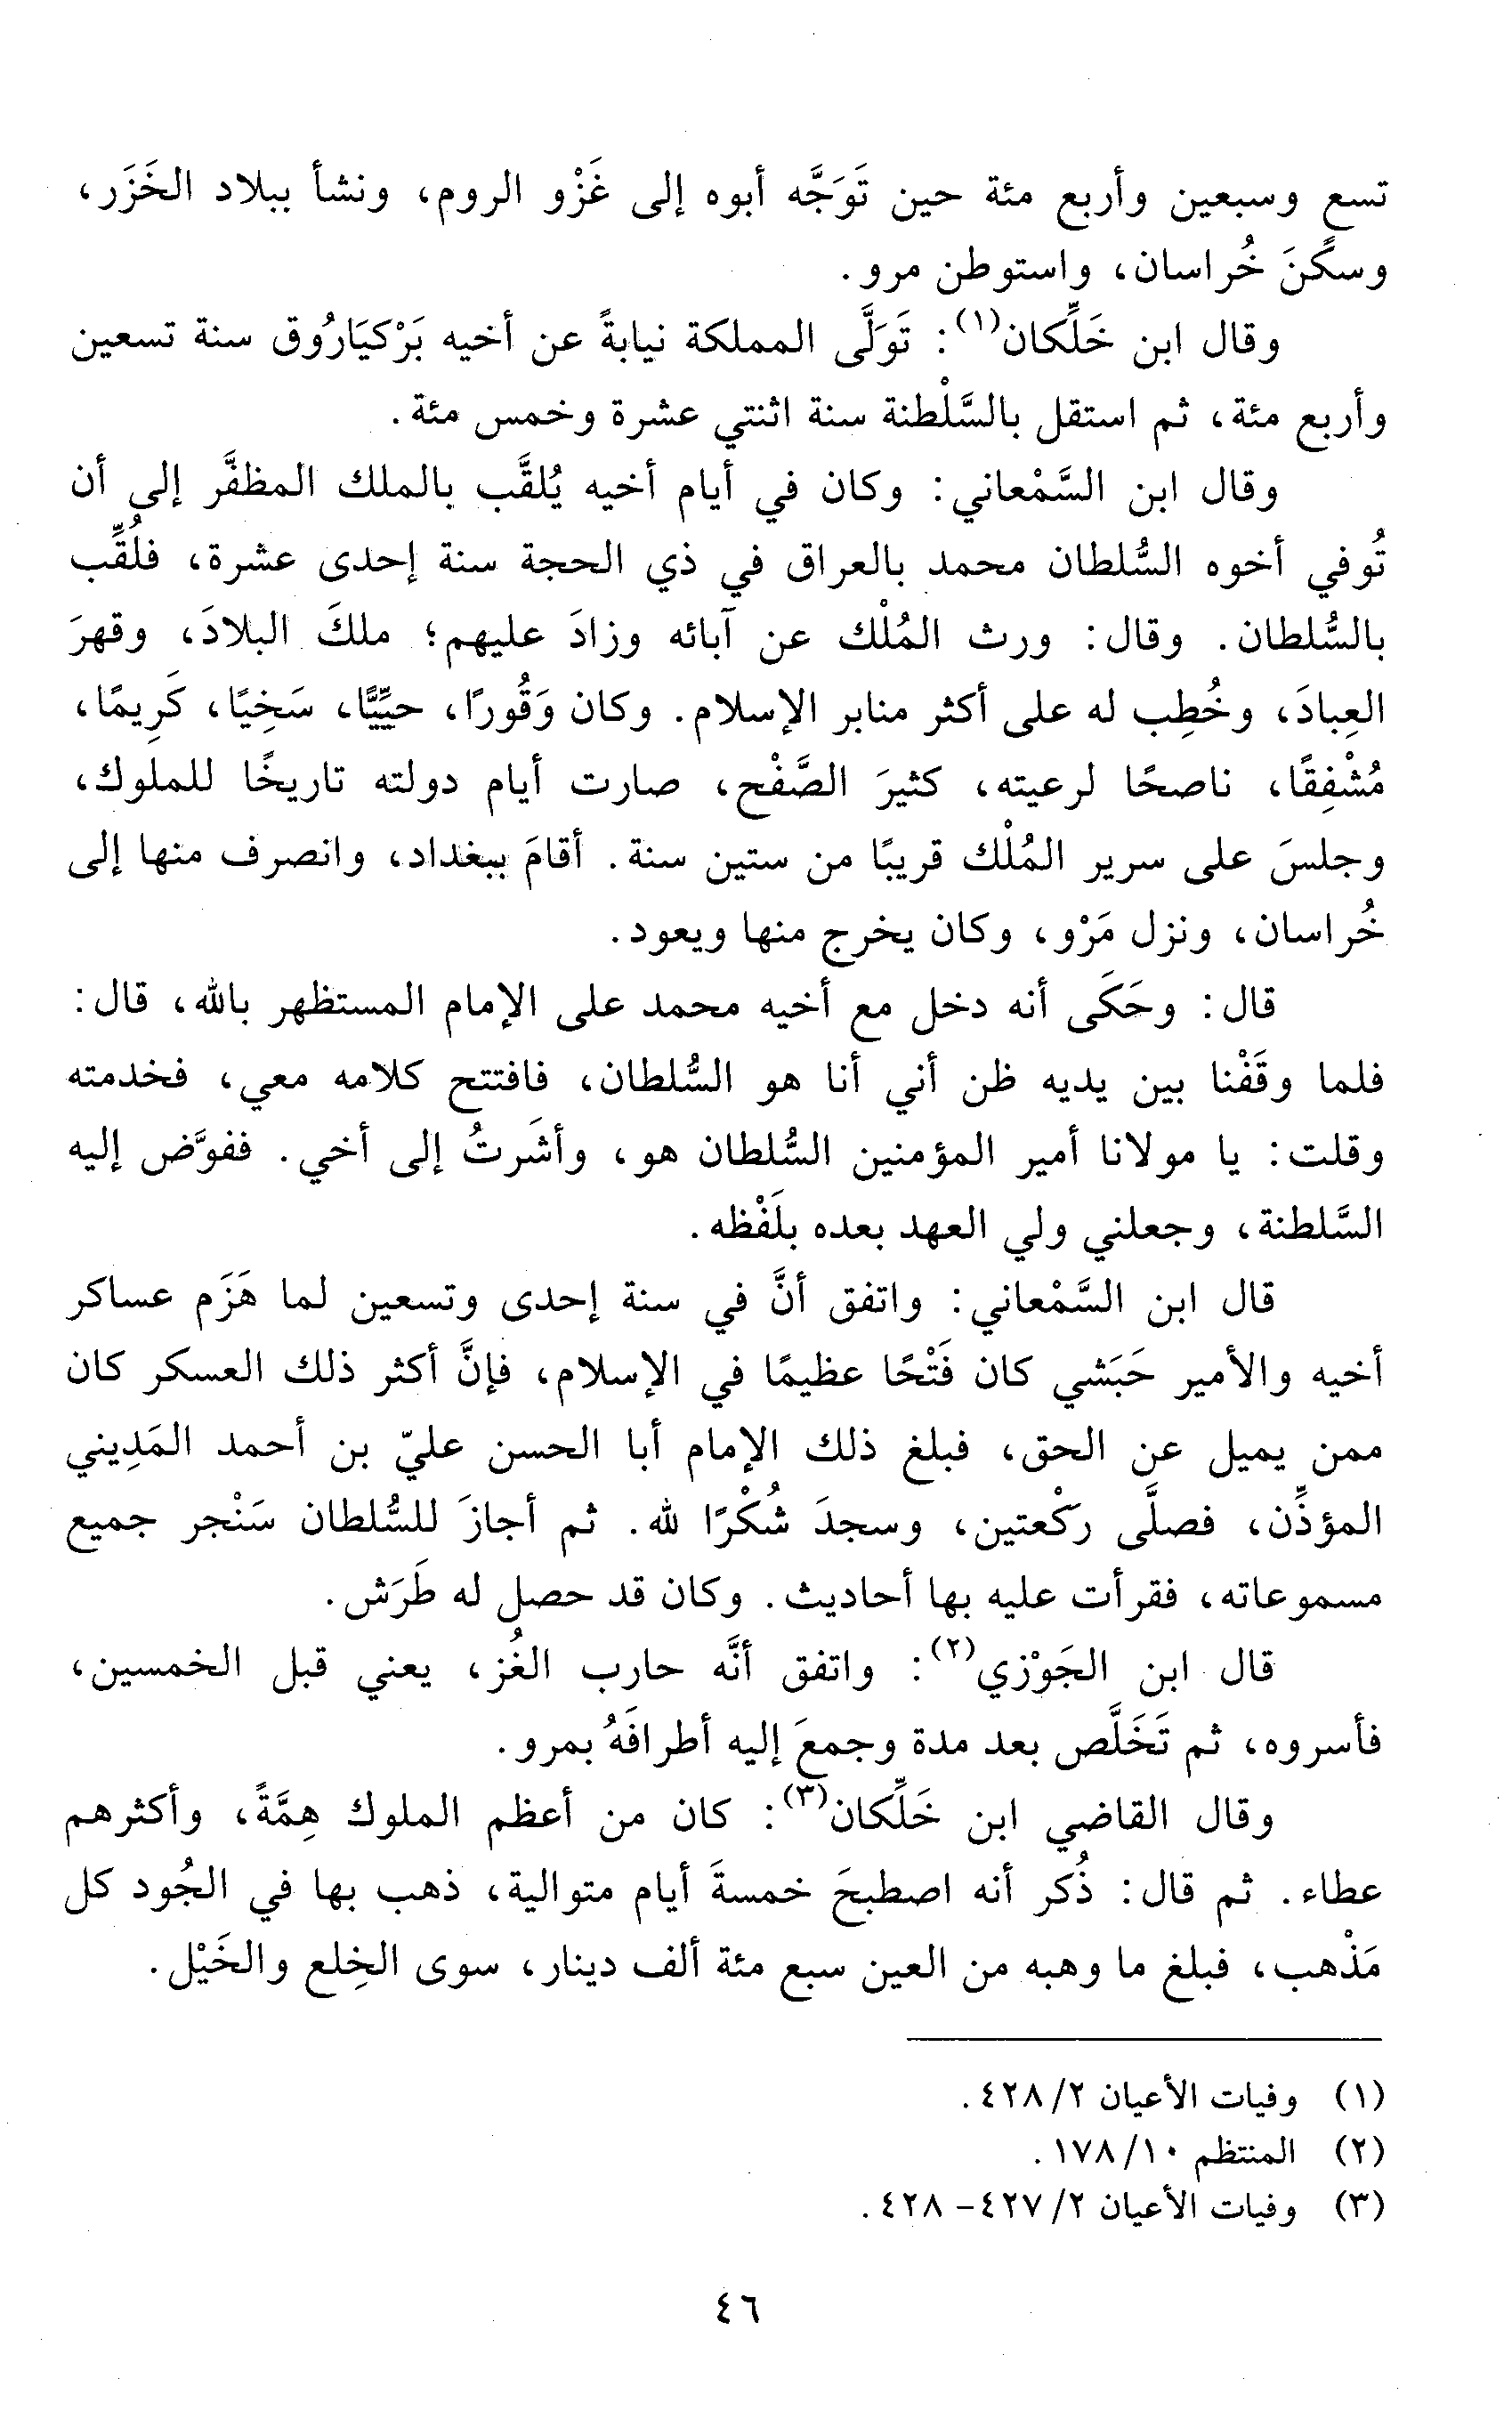 تسع وسبعين وأربع مئة حين تَوَجَّه أبوه إلى غَزْو الروم، ونشأ ببلاد الخَزَر،
وسكَنَ خُراسان، واستوطن مرو.
وقال ابن خَلِّكان(١): تَوَلَّى المملكة نيابةً عن أخيه بَرْكيَارُوق سنة تسعين
وأربع مئة، ثم استقل بالسَّلْطنة سنة اثنتي عشرة وخمس مئة.
وقال ابن السَّمْعاني: وكان في أيام أخيه يُلقَّب بالملك المظفَّر إلى أن
تُوفي أخوه السُّلطان محمد بالعراق في ذي الحجة سنة إحدى عشرة، فلُقِّب
بالسُّلطان. وقال: ورث المُلْك عن آبائه وزادَ عليهم؛ ملكَ البلادَ، وقهرَ
العِبادَ، وخُطِب له على أكثر منابر الإسلام. وكان وَقُورًا، حيِّيًّا، سَخِيًا، كَرِيمًا،
مُشْفِقًا، ناصحًا لرعيته، كثيرَ الصَّفْح، صارت أيام دولته تاريخًا للملوك،
وجلسَ على سرير المُلْك قريبًا من ستين سنة. أقامَ ببغداد، وانصرف منها إلى
خُراسان، ونزل مَرْو، وكان يخرج منها ويعود.
قال: وحَكَى أنه دخل مع أخيه محمد على الإمام المستظهر بالله، قال:
فلما وقَفْنا بين يديه ظن أني أنا هو السُّلطان، فافتتح كلامه معي، فخدمته
وقلت: يا مولانا أمير المؤمنين السُّلطان هو، وأشَرتُ إلى أخي. ففوَّض إليه
السَّلطنة، وجعلني ولي العهد بعده بلَفْظه.
قال ابن السَّمْعاني: واتفق أنَّ في سنة إحدى وتسعين لما هَزَم عساكر
أخيه والأمير حَبَشي كان فَتْحًا عظيمًا في الإسلام، فإنَّ أكثر ذلك العسكر كان
ممن يميل عن الحق، فبلغ ذلك الإمام أبا الحسن عليّ بن أحمد المَدِيني
المؤذِّن، فصلَّى ركْعتين، وسجدَ شُكْرًا لله. ثم أجازَ للسُّلطان سَنْجر جميع
مسموعاته، فقرأت عليه بها أحاديث. وكان قد حصل له طَرَش.
قال ابن الجَوْزي(٢): واتفق أنَّه حارب الغُز، يعني قبل الخمسين،
فأسروه، ثم تَخَلَّص بعد مدة وجمعَ إليه أطرافَهُ بمرو.
وقال القاضي ابن خَلِّكان(٣): كان من أعظم الملوك هِمَّةً، وأكثرهم
عطاء. ثم قال: ذُكر أنه اصطبحَ خمسةَ أيام متوالية، ذهب بها في الجُود كل
مَذْهب، فبلغ ما وهبه من العين سبع مئة ألف دينار، سوى الخِلع والخَيْل.
(١) وفيات الأعيان ٢/ ٤٢٨.
(٢) المنتظم ١٠/ ١٧٨.
(٣) وفيات الأعيان ٢/ ٤٢٧- ٤٢٨.
٤٦